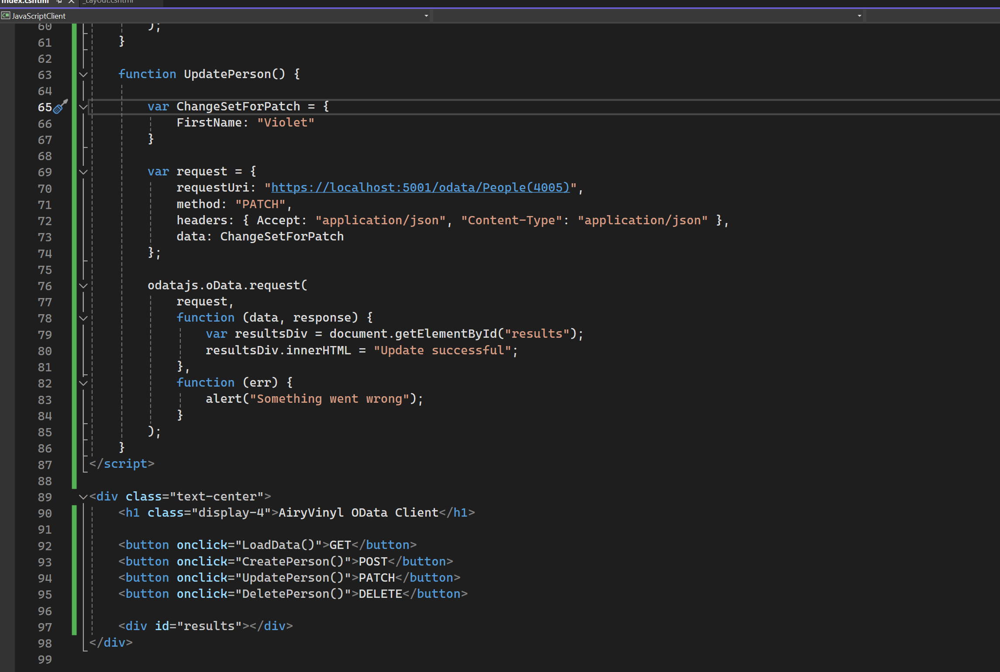 Index.cshtml
_Layout.cshtml
C# JavaScriptClient
60 );
61 }
62
63 function UpdatePerson() {
64
65 var ChangeSetForPatch = {
66 FirstName: "Violet"
67 }
68
69 var request = {
70 requestUri: "https://localhost:5001/odata/People(4005)",
71 method: "PATCH",
72 headers: { Accept: "application/json", "Content-Type": "application/json" },
73 data: ChangeSetForPatch
74 };
75
76 odatajs.oData.request(
77 request,
78 function (data, response) {
79 var resultsDiv = document.getElementById("results");
80 resultsDiv.innerHTML = "Update successful";
81 },
82 function (err) {
83 alert("Something went wrong");
84 }
85 );
86 }
87 </script>
88
89 <div class="text-center">
90 <h1 class="display-4">AiryVinyl OData Client</h1>
91
92 <button onclick="LoadData()">GET</button>
93 <button onclick="CreatePerson()">POST</button>
94 <button onclick="UpdatePerson()">PATCH</button>
95 <button onclick="DeletePerson()">DELETE</button>
96
97 <div id="results"></div>
98 </div>
99